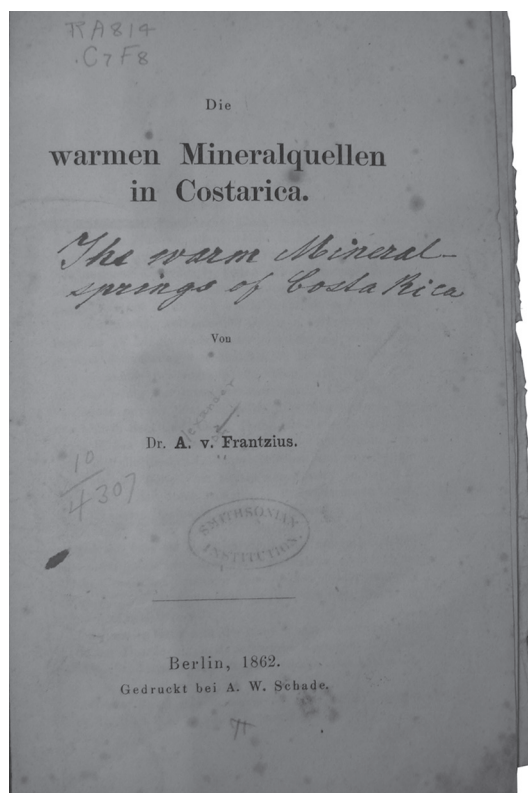 RA814
.C7F8
Die
warmen Mineralquellen
in Costarica.
The warm Mineral-
springs of Costa Rica
Von
Alexander
Dr. A. v. Frantzius.
10
4307
SMITHSONIAN
INSTITUTION.
Berlin, 1862.
Gedruckt bei A. W. Schade.